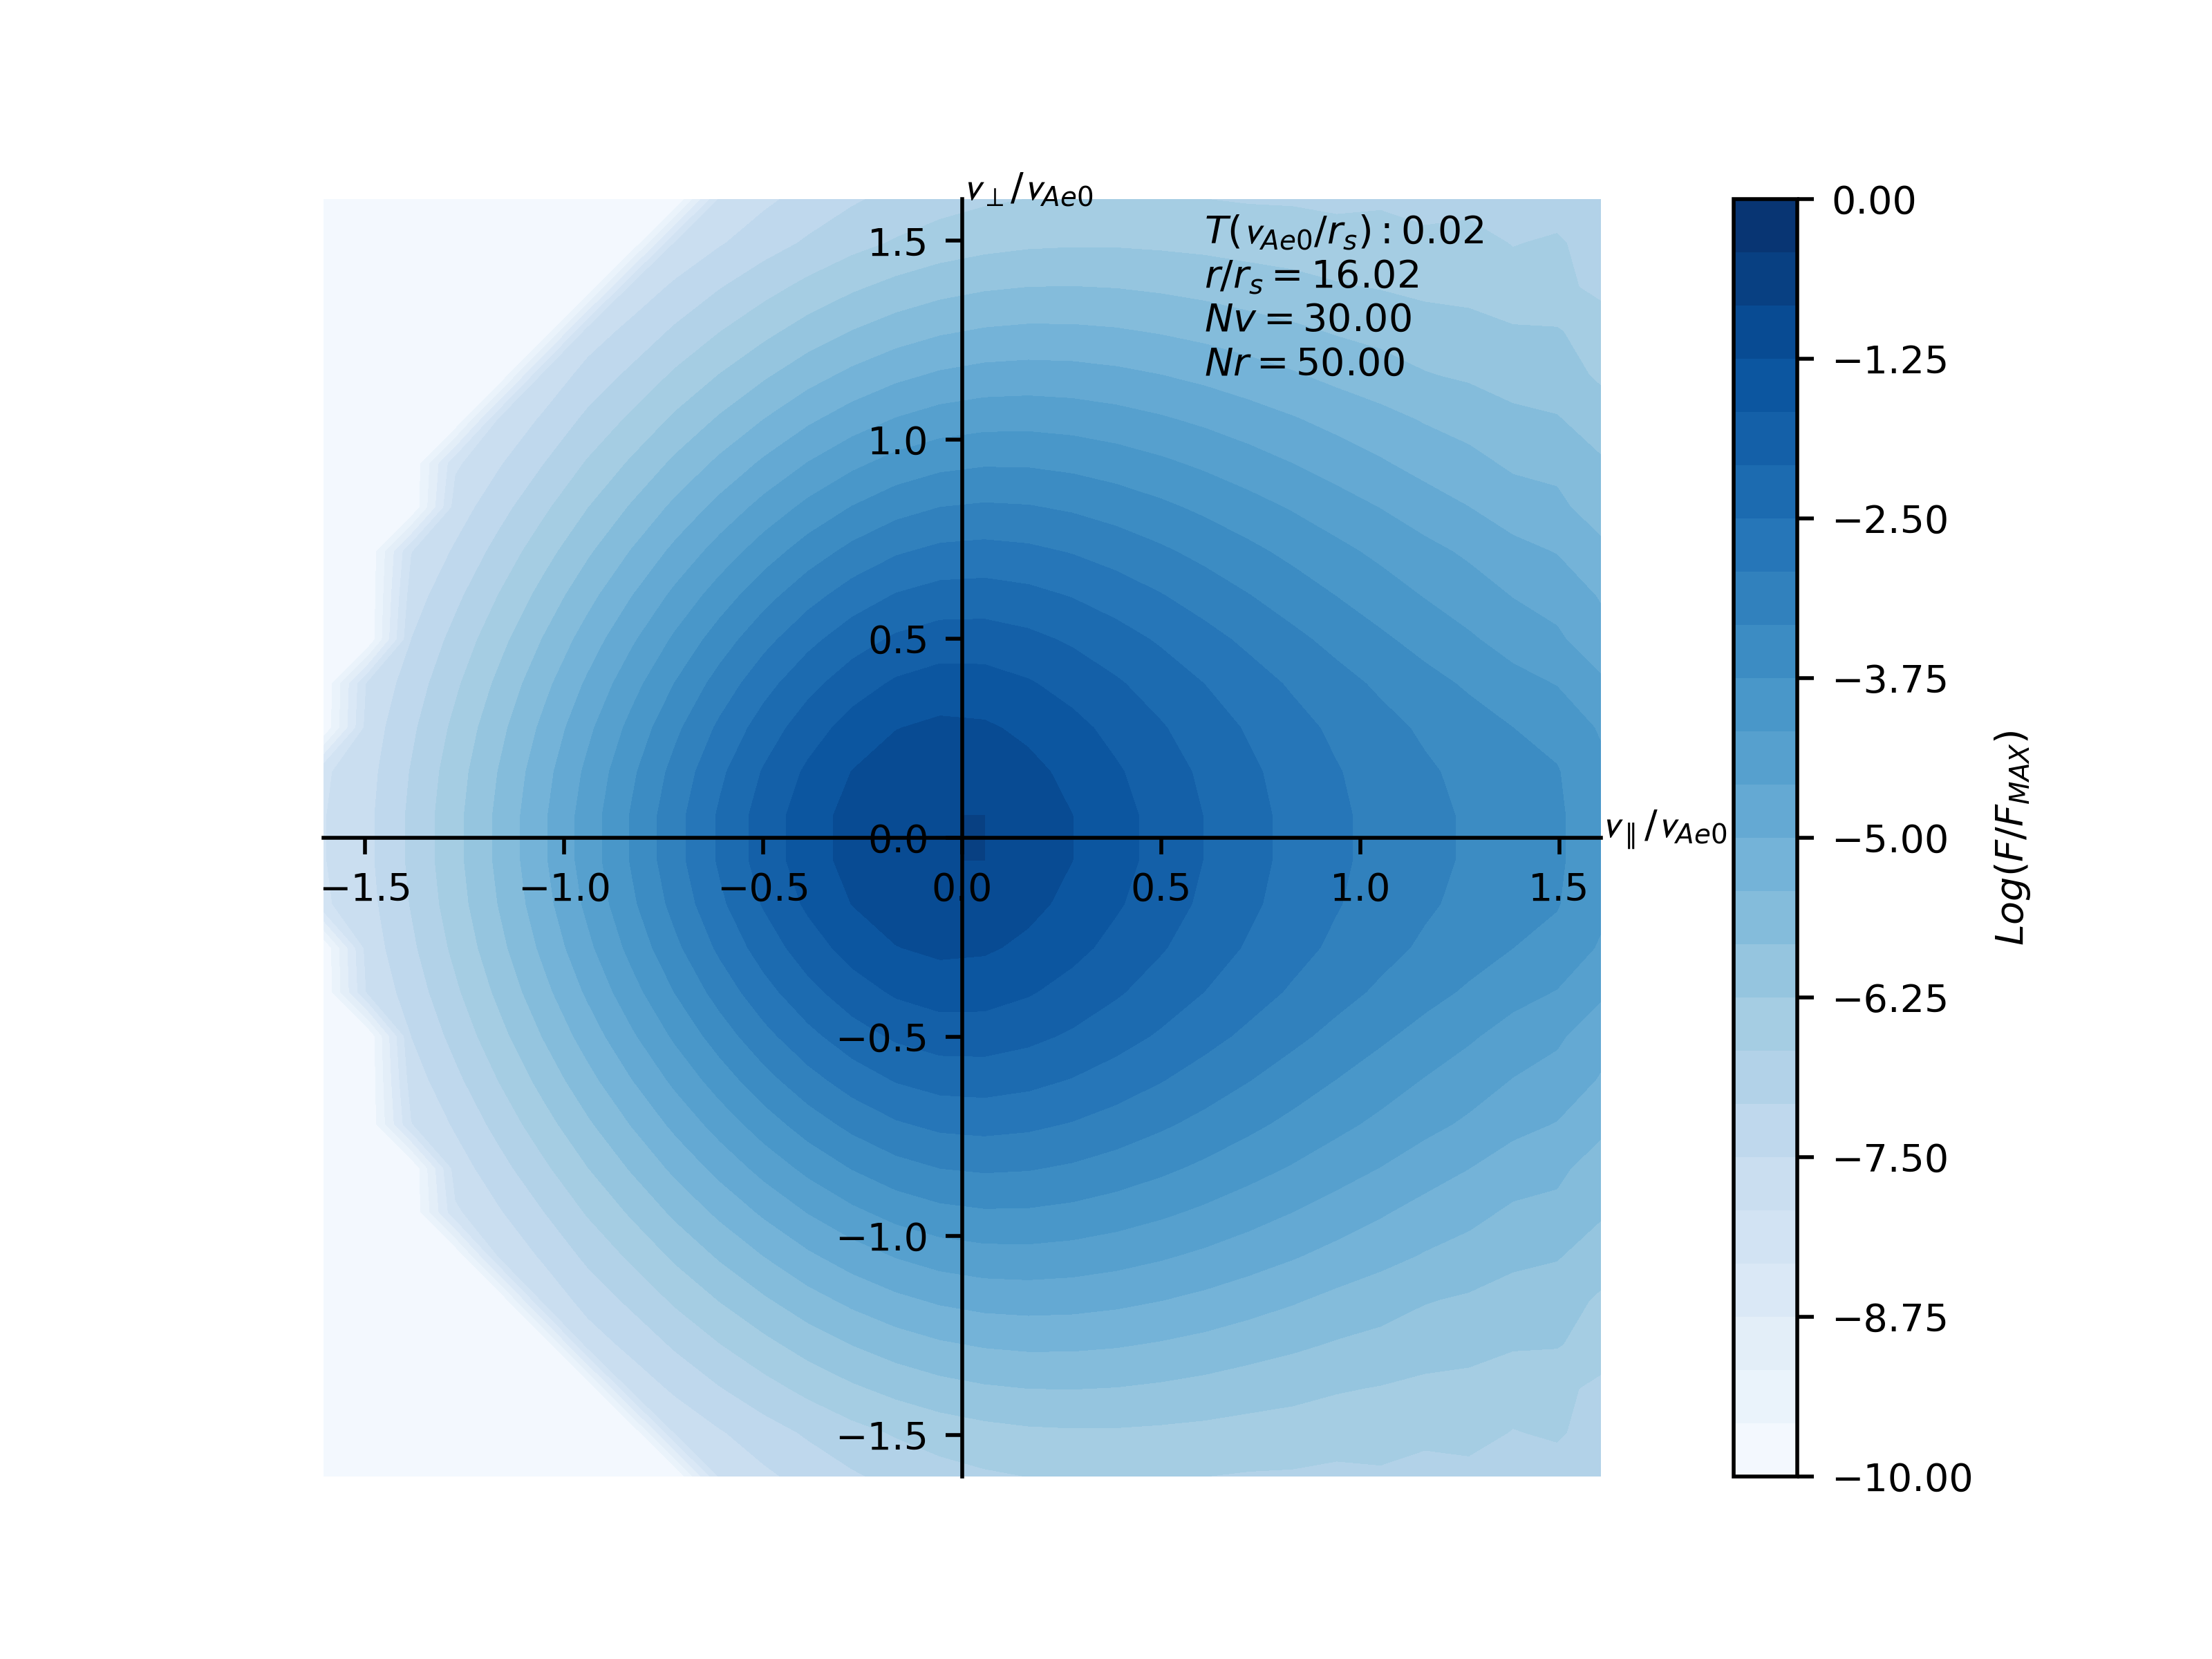 v⊥/vAe0
T(vAe0/rs) : 0.02
r/rs = 16.02
Nv = 30.00
Nr = 50.00
1.5
1.0
0.5
0.0
−0.5
−1.0
−1.5
−1.5 −1.0 −0.5 0.0 0.5 1.0 1.5
v∥/vAe0
0.00
−1.25
−2.50
−3.75
−5.00
−6.25
−7.50
−8.75
−10.00
Log(F/FMAX)